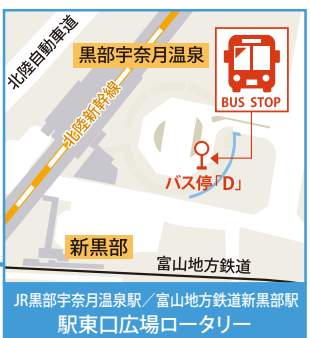 北陸自動車道
黒部宇奈月温泉
BUS STOP
北陸新幹線
バス停「D」
新黒部
富山地方鉄道
JR黒部宇奈月温泉駅／富山地方鉄道新黒部駅
駅東口広場ロータリー